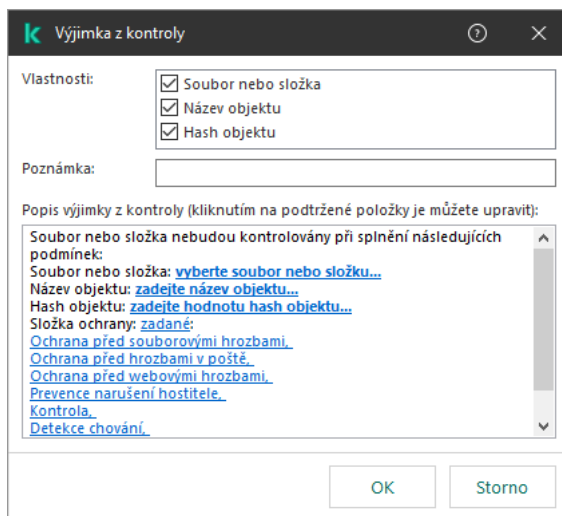 Výjimka z kontroly
Vlastnosti:
Soubor nebo složka
Název objektu
Hash objektu
Poznámka:
Popis výjimky z kontroly (kliknutím na podtržené položky je můžete upravit):
Soubor nebo složka nebudou kontrolovány při splnění následujících
podmínek:
Soubor nebo složka: vyberte soubor nebo složku...
Název objektu: zadejte název objektu...
Hash objektu: zadejte hodnotu hash objektu...
Složka ochrany: zadané:
Ochrana před souborovými hrozbami,
Ochrana před hrozbami v poště,
Ochrana před webovými hrozbami,
Prevence narušení hostitele,
Kontrola,
Detekce chování,
OK
Storno